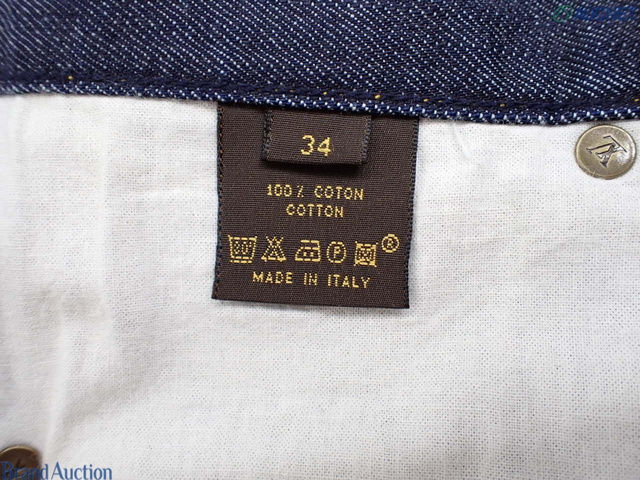 34
100% COTON
COTTON
®
MADE IN ITALY
Brand Auction